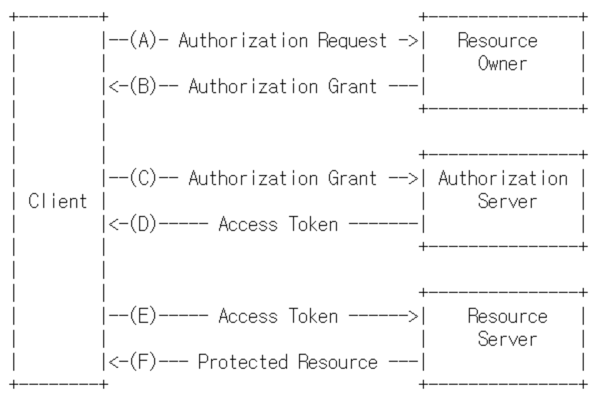 --(A)- Authorization Request ->
Resource
Owner
<-(B)-- Authorization Grant ---
--(C)-- Authorization Grant -->
Authorization
Server
Client
<-(D)----- Access Token -------
--(E)----- Access Token ------>
Resource
Server
<-(F)--- Protected Resource ---